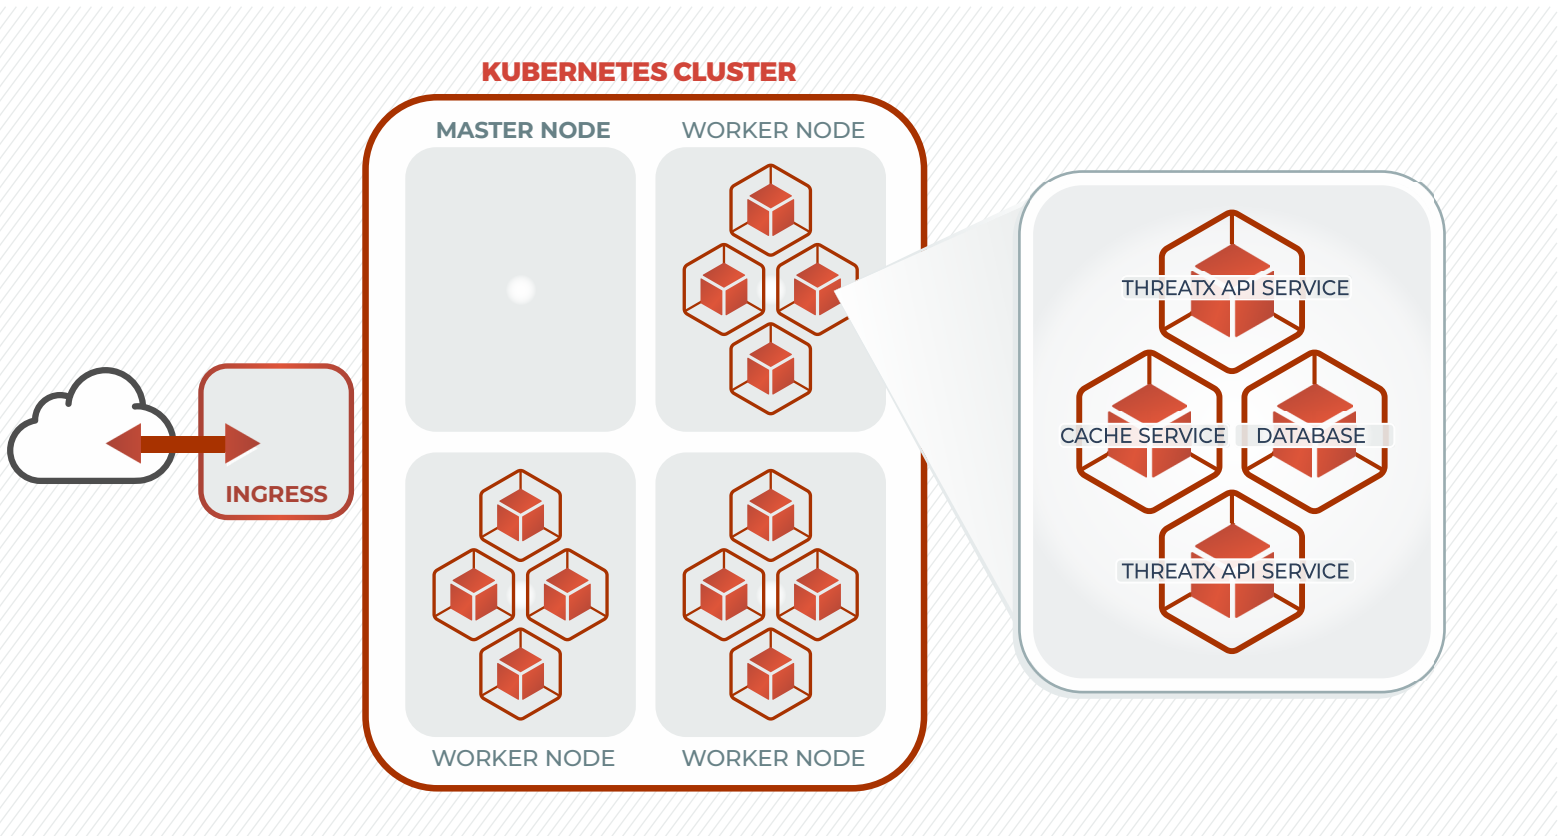 KUBERNETES CLUSTER
MASTER NODE
WORKER NODE
THREATX API SERVICE
CACHE SERVICE
DATABASE
INGRESS
THREATX API SERVICE
WORKER NODE
WORKER NODE